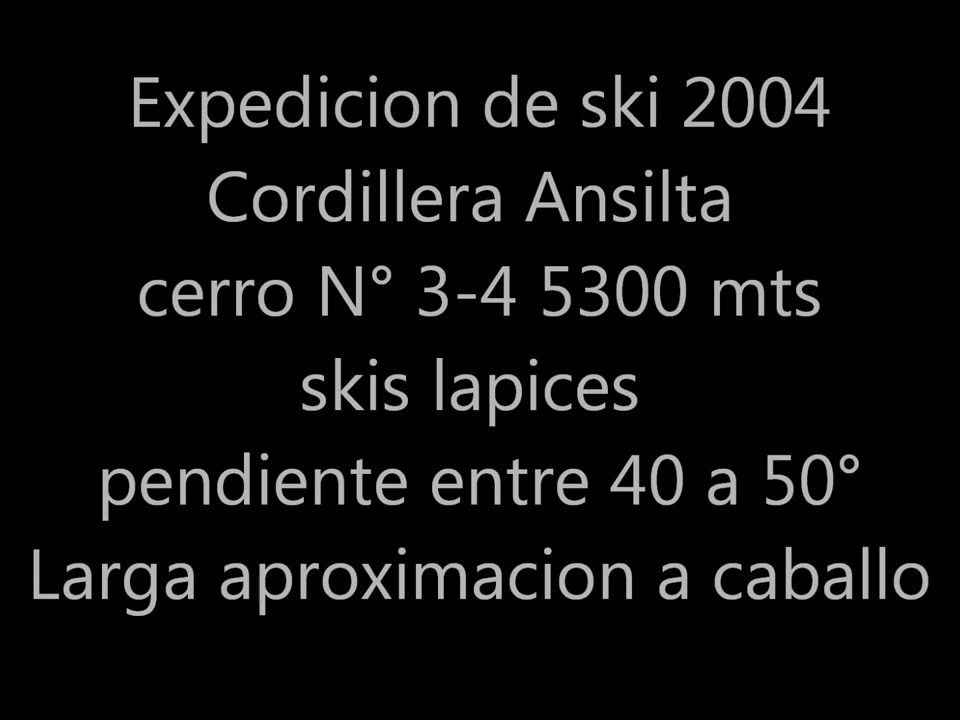 Expedicion de ski 2004
Cordillera Ansilta
cerro N° 3-4 5300 mts
skis lapices
pendiente entre 40 a 50°
Larga aproximacion a caballo